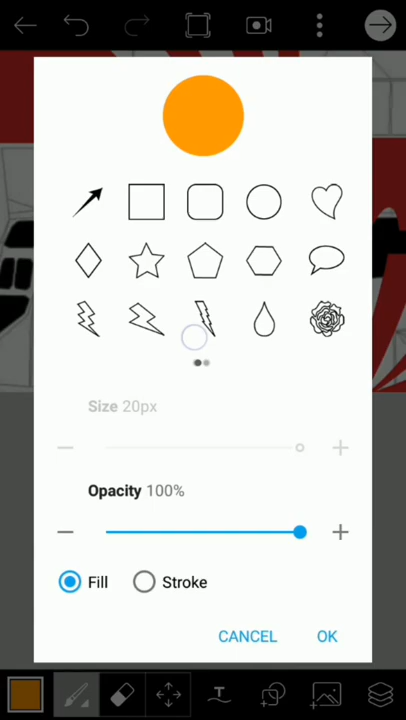 Size 20px
Opacity 100%
Fill
Stroke
CANCEL
OK
T